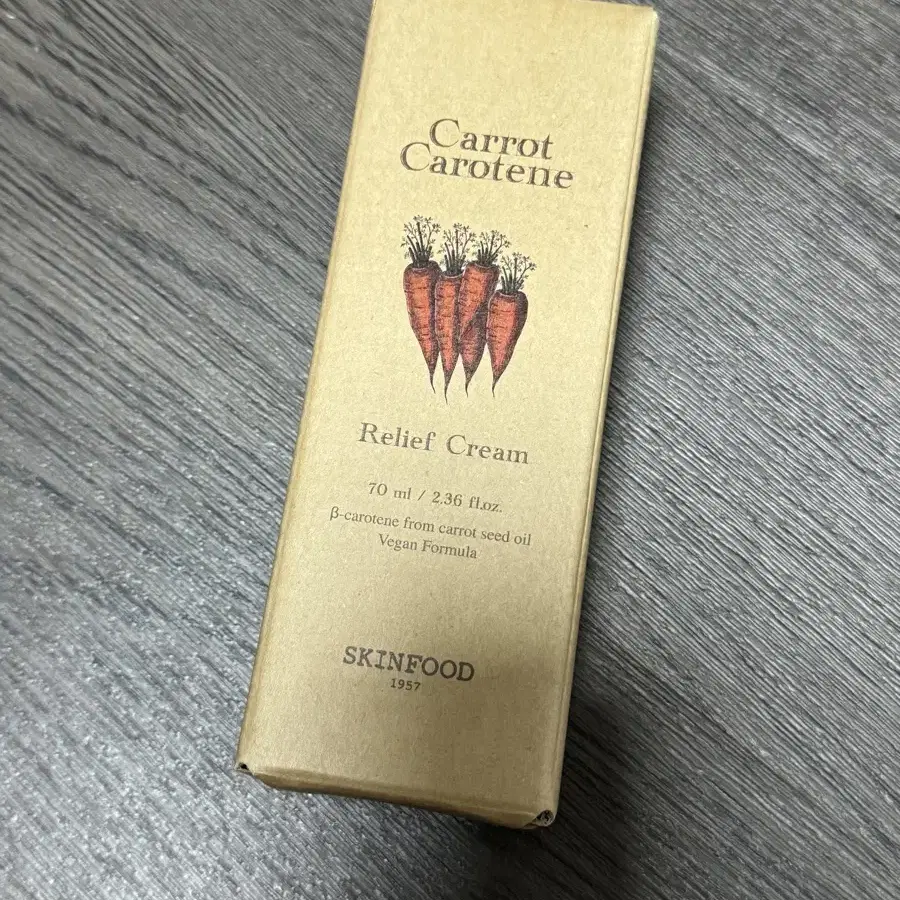 Carrot
Carotene
Relief Cream
70 ml / 2.36 fl.oz.
β-carotene from carrot seed oil
Vegan Formula
SKINFOOD
1957